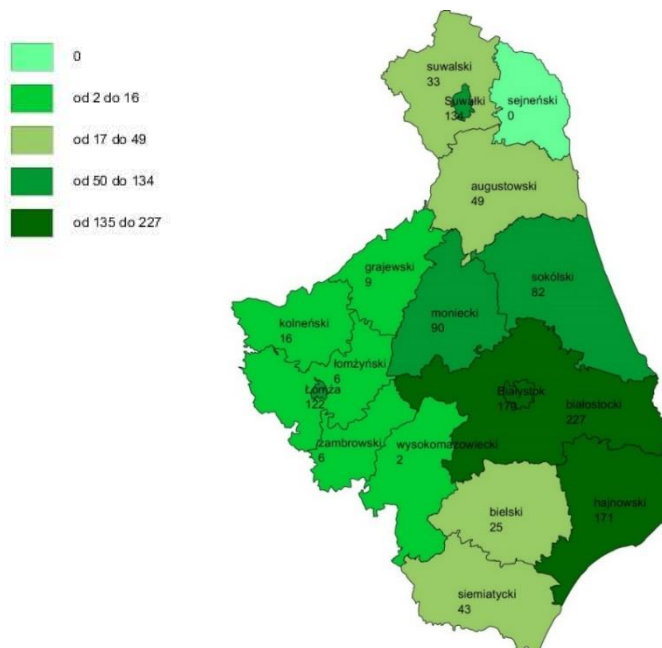 0
od 2 do 16
od 17 do 49
od 50 do 134
od 135 do 227
suwalski
33
Suwałki
134
sejneński
0
augustowski
49
grajewski
9
sokólski
82
moniecki
90
kolneński
16
łomżyński
6
Łomża
122
Białystok
179
białostocki
227
zambrowski
6
wysokomazowiecki
2
hajnowski
171
bielski
25
siemiatycki
43